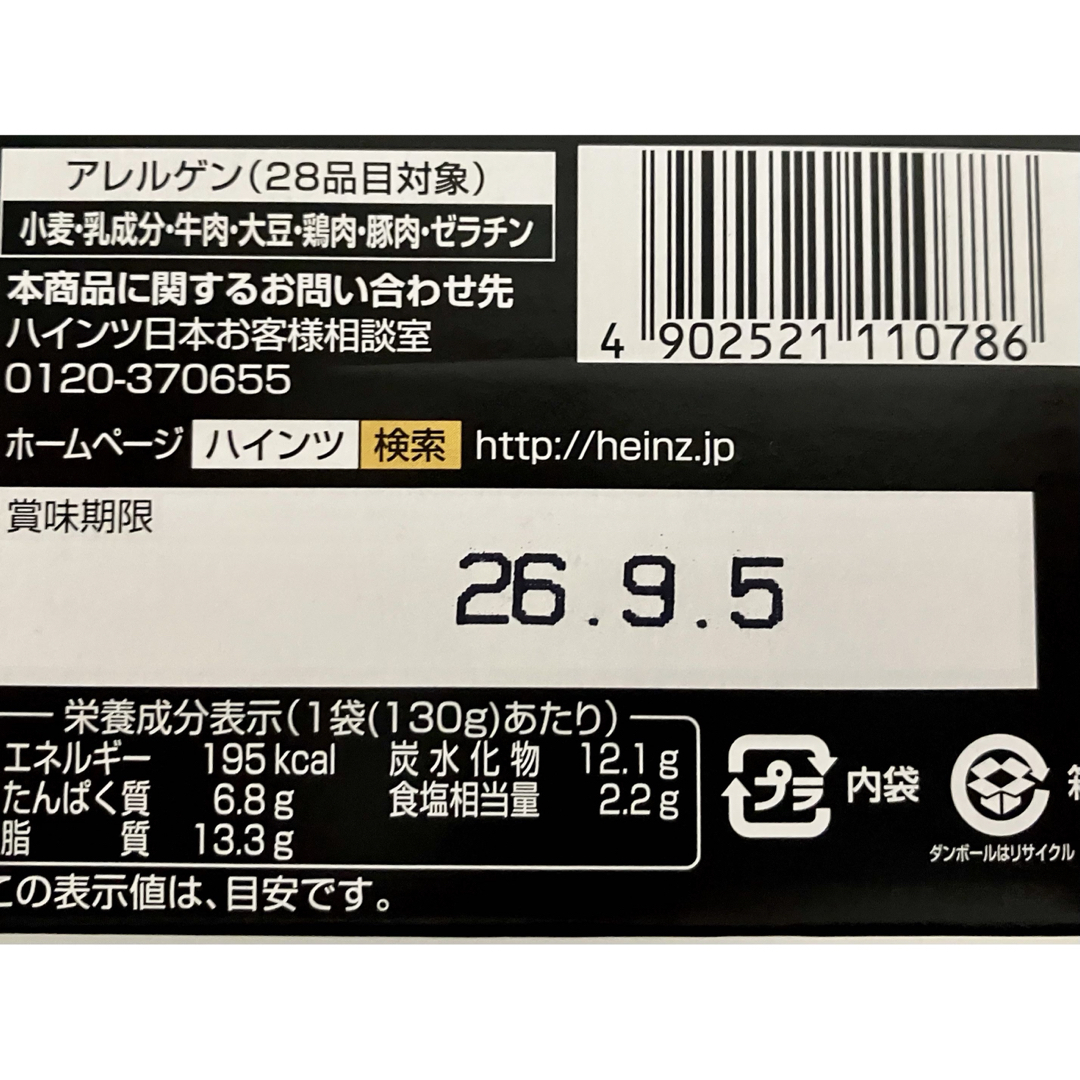 アレルゲン(28品目対象)
小麦・乳成分・牛肉・大豆・鶏肉・豚肉・ゼラチン
本商品に関するお問い合わせ先
ハインツ日本お客様相談室
0120-370655
ホームページ ハインツ 検索 http://heinz.jp
4 902521 110786
賞味期限
26.9.5
栄養成分表示(1袋(130g)あたり)
エネルギー 195kcal 炭水化物 12.1g
たんぱく質 6.8g 食塩相当量 2.2g
脂質 13.3g
この表示値は、目安です。
プラ 内袋
箱
ダンボールはリサイクル